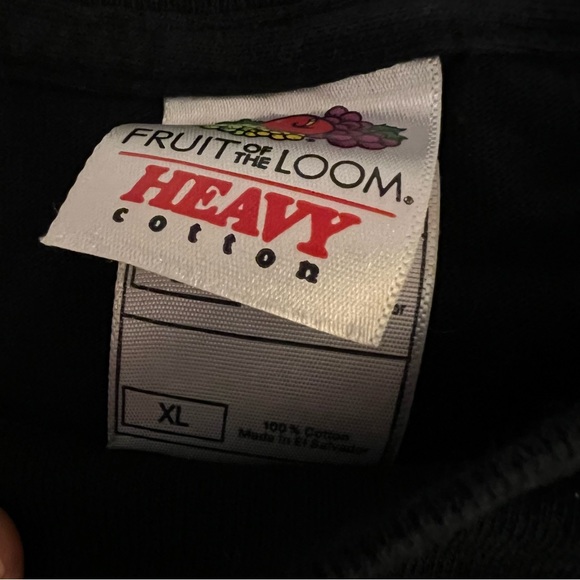 FRUIT OF THE LOOM®
HEAVY
cotton
XL
100% Cotton
Made in El Salvador